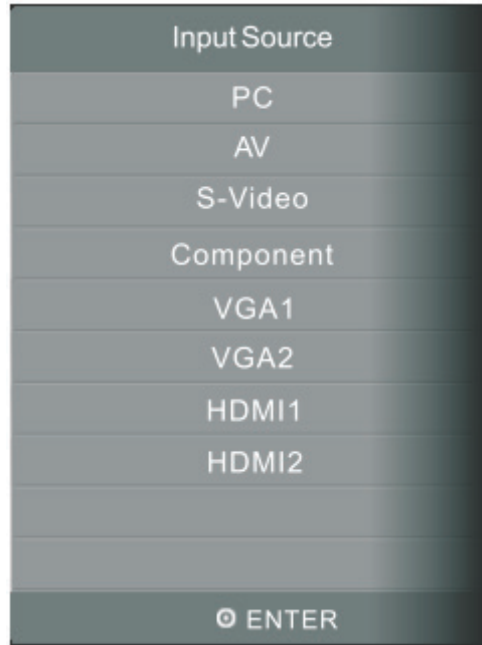 Input Source
PC
AV
S-Video
Component
VGA1
VGA2
HDMI1
HDMI2
ENTER